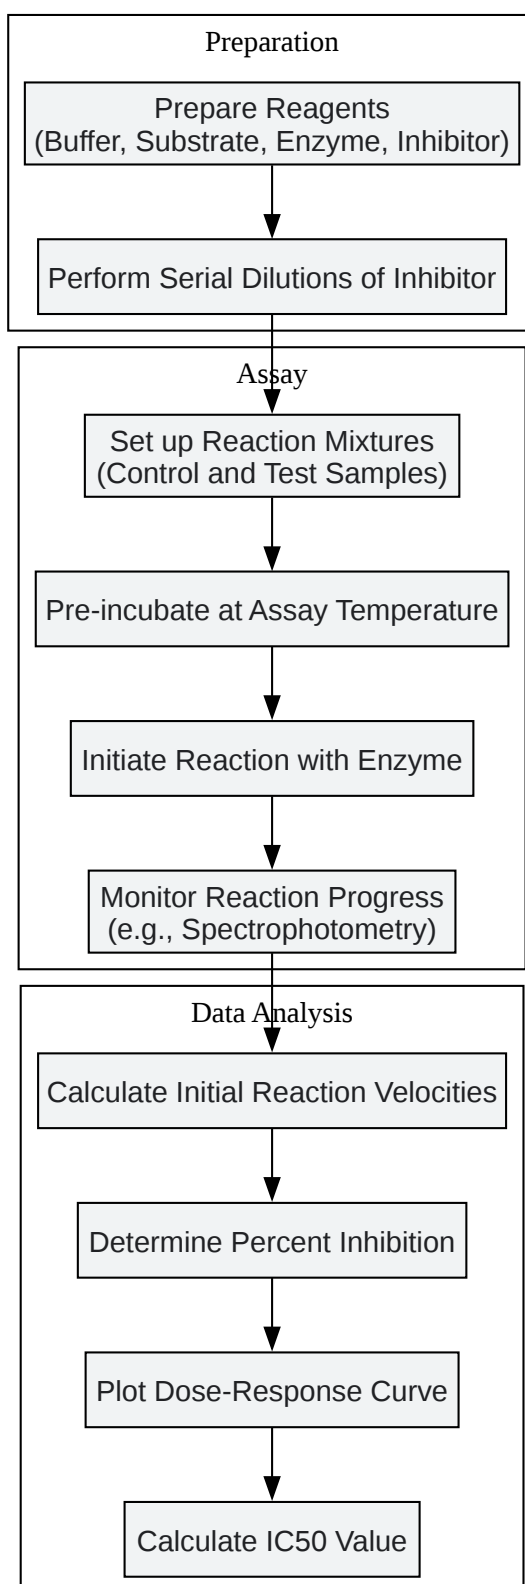 Preparation
Prepare Reagents
(Buffer, Substrate, Enzyme, Inhibitor)
Perform Serial Dilutions of Inhibitor
Assay
Set up Reaction Mixtures
(Control and Test Samples)
Pre-incubate at Assay Temperature
Initiate Reaction with Enzyme
Monitor Reaction Progress
(e.g., Spectrophotometry)
Data Analysis
Calculate Initial Reaction Velocities
Determine Percent Inhibition
Plot Dose-Response Curve
Calculate IC50 Value